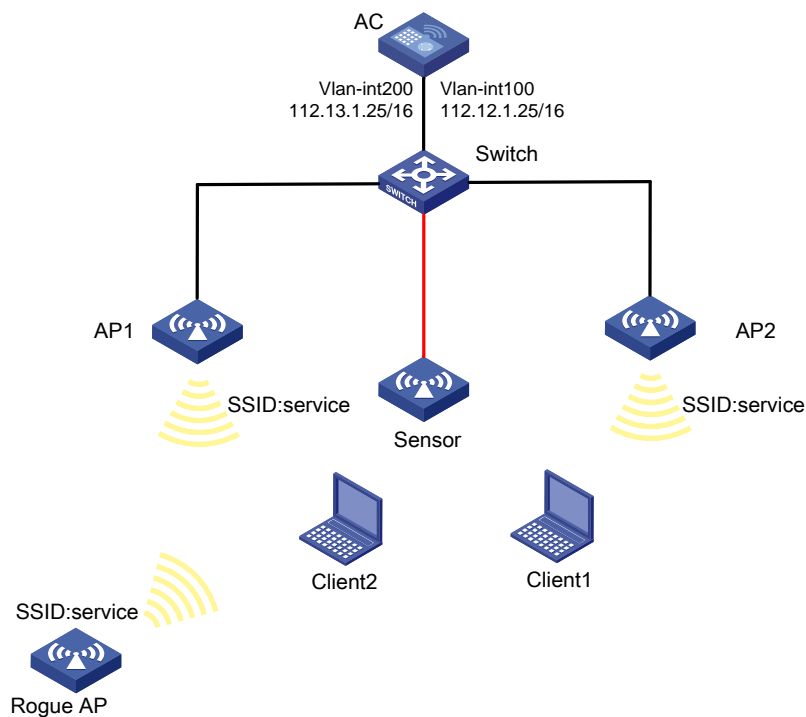 AC
Vlan-int200
112.13.1.25/16
Vlan-int100
112.12.1.25/16
Switch
SWITCH
AP1
AP2
SSID:service
SSID:service
Sensor
Client2
Client1
SSID:service
Rogue AP